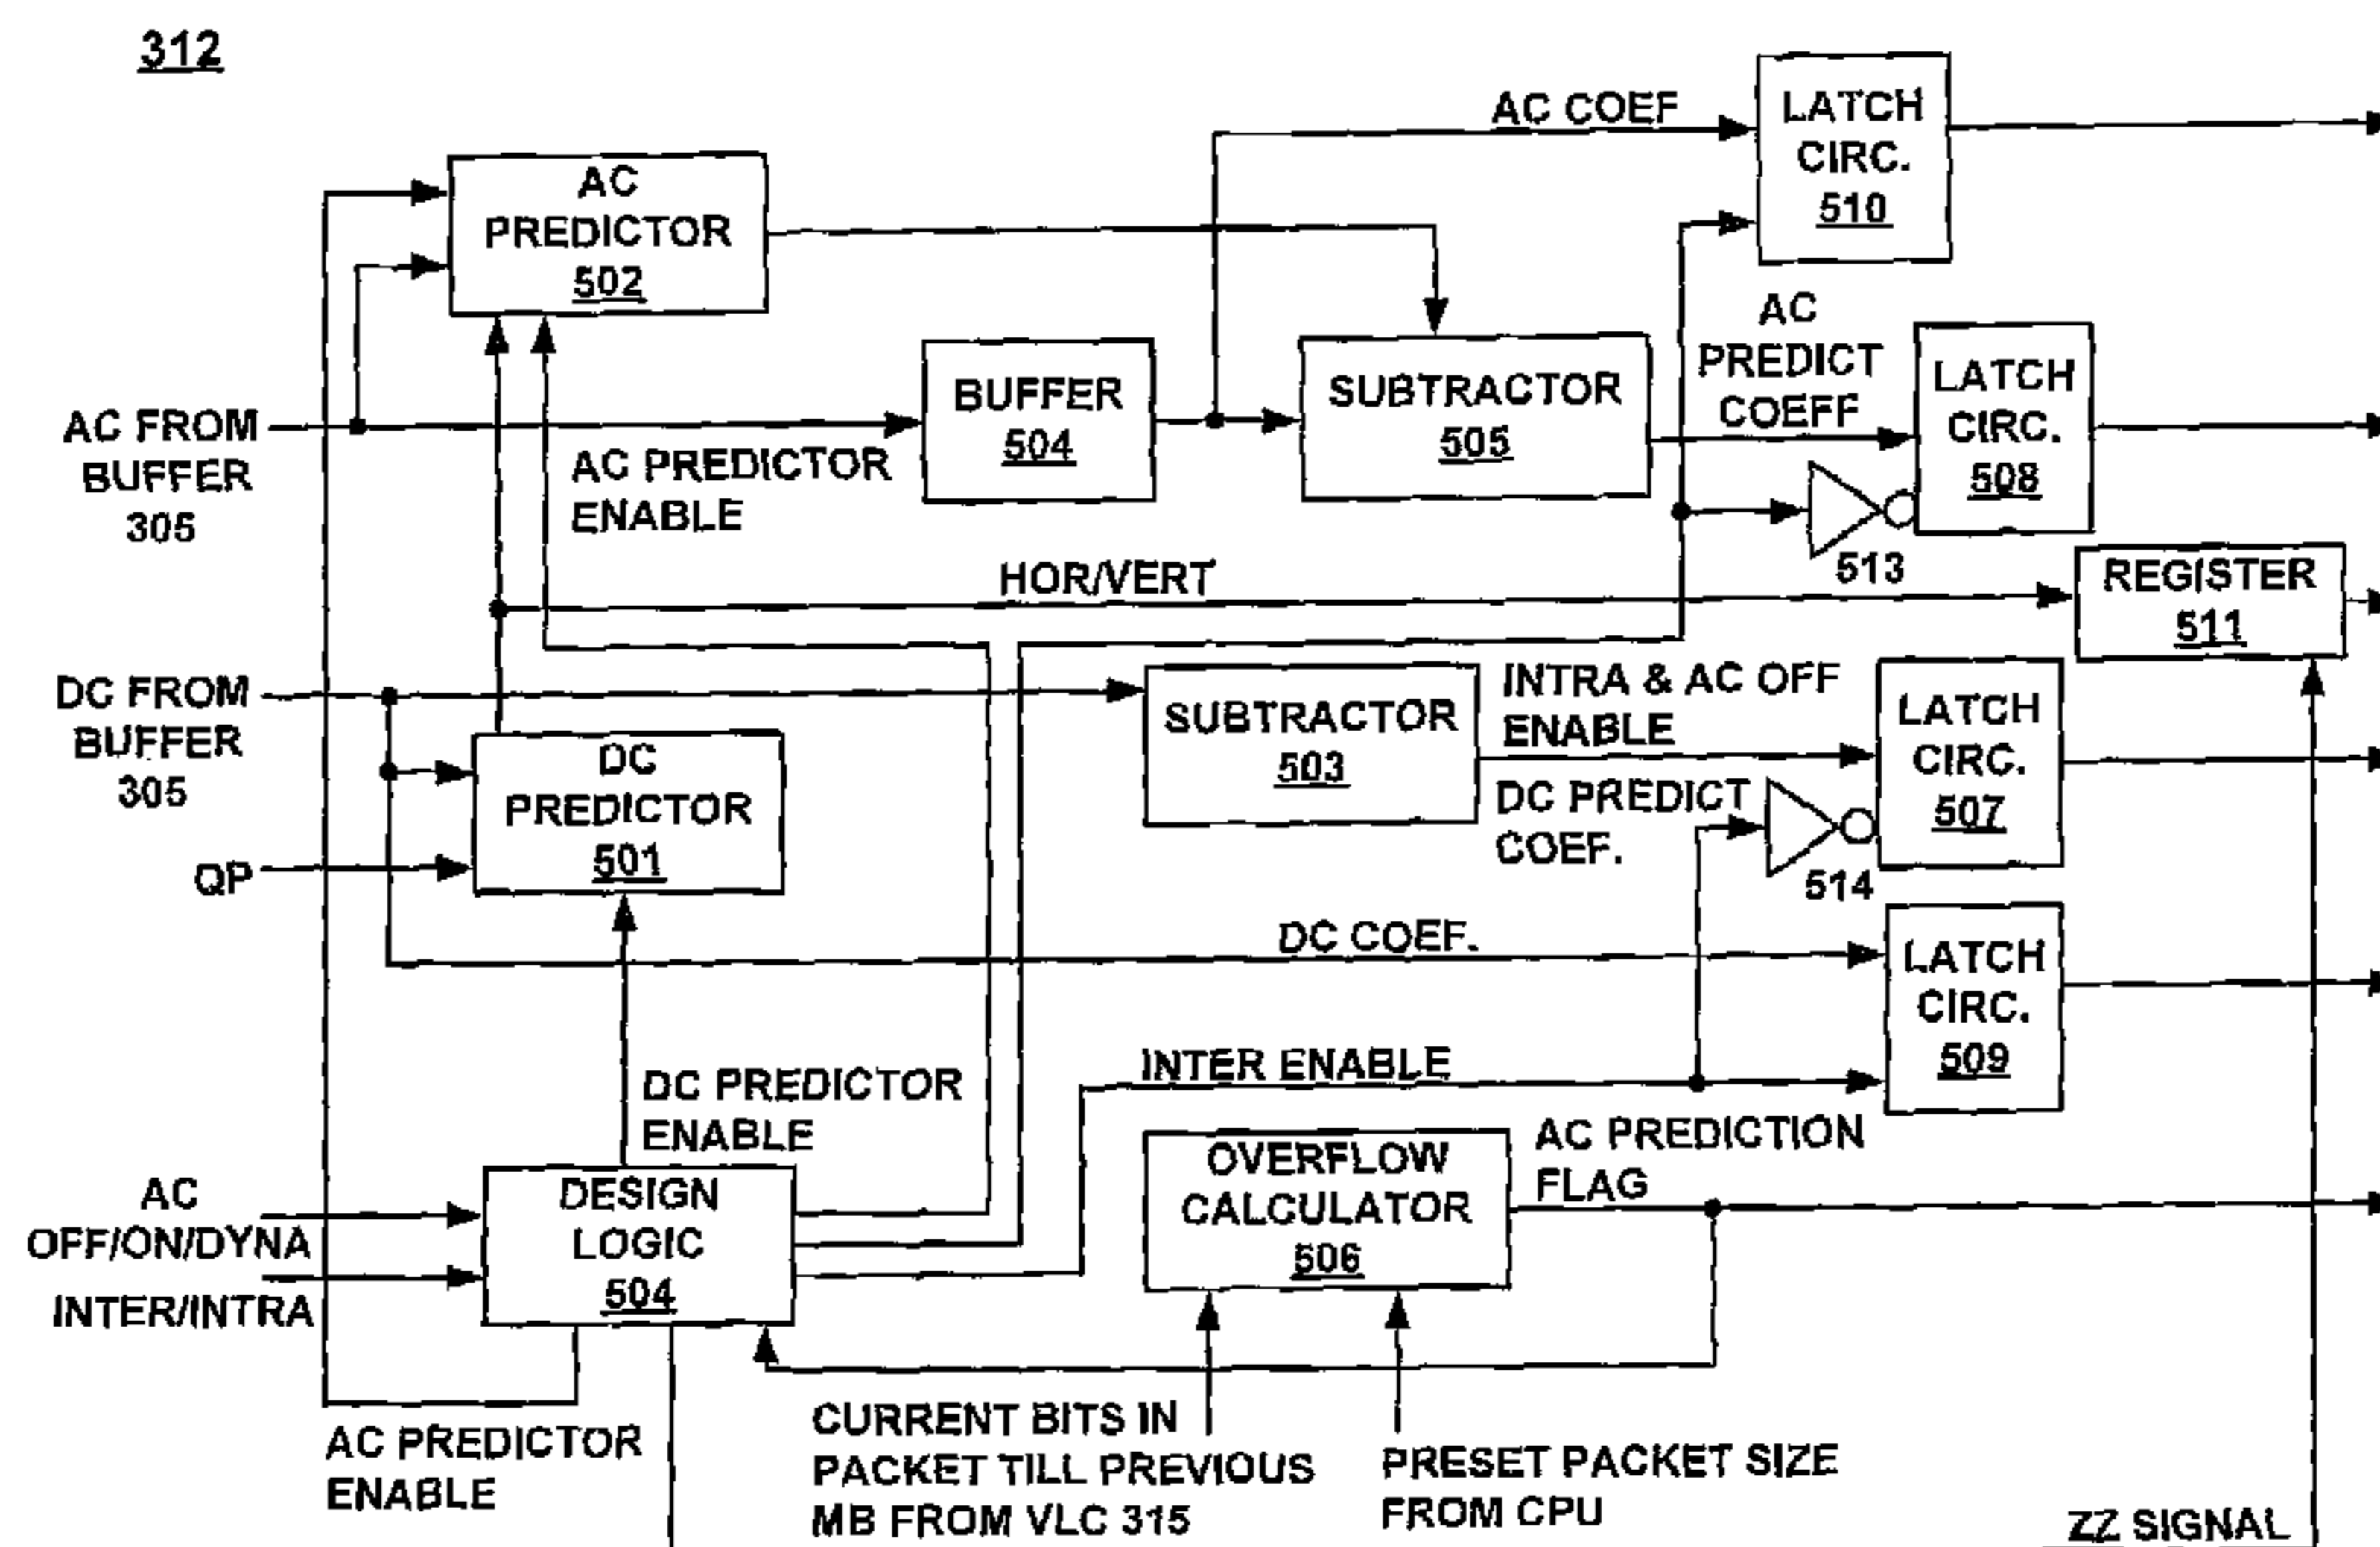 312
AC
PREDICTOR
502
AC COEF
LATCH
CIRC.
510
AC FROM
BUFFER
305
AC PREDICTOR
ENABLE
BUFFER
504
SUBTRACTOR
505
AC
PREDICT
COEFF
LATCH
CIRC.
508
513
HOR/VERT
REGISTER
511
DC FROM
BUFFER
305
DC
PREDICTOR
501
QP
SUBTRACTOR
503
INTRA & AC OFF
ENABLE
DC PREDICT
COEF.
LATCH
CIRC.
507
514
DC COEF.
LATCH
CIRC.
509
INTER ENABLE
DC PREDICTOR
ENABLE
AC
OFF/ON/DYNA
INTER/INTRA
DESIGN
LOGIC
504
OVERFLOW
CALCULATOR
506
AC PREDICTION
FLAG
AC PREDICTOR
ENABLE
CURRENT BITS IN
PACKET TILL PREVIOUS
MB FROM VLC 315
PRESET PACKET SIZE
FROM CPU
ZZ SIGNAL